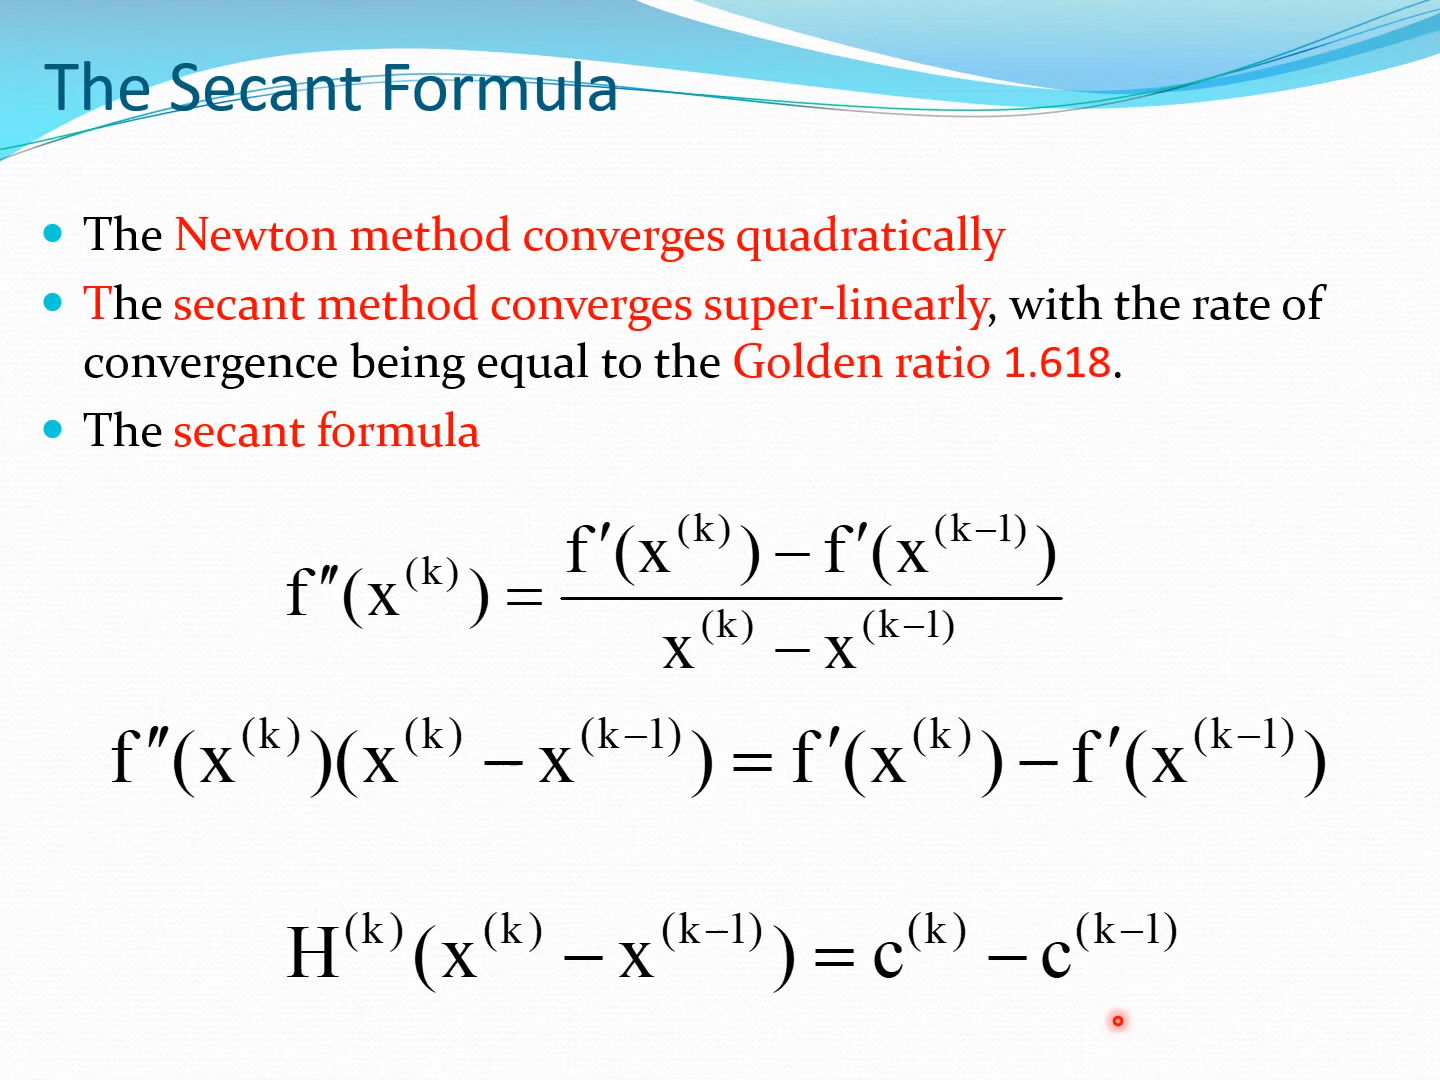 The Secant Formula
• The Newton method converges quadratically
• The secant method converges super-linearly, with the rate of
convergence being equal to the Golden ratio 1.618.
• The secant formula
f″(x^(k)) = (f′(x^(k)) − f′(x^(k−1))) / (x^(k) − x^(k−1))
f″(x^(k))(x^(k) − x^(k−1)) = f′(x^(k)) − f′(x^(k−1))
H^(k)(x^(k) − x^(k−1)) = c^(k) − c^(k−1)